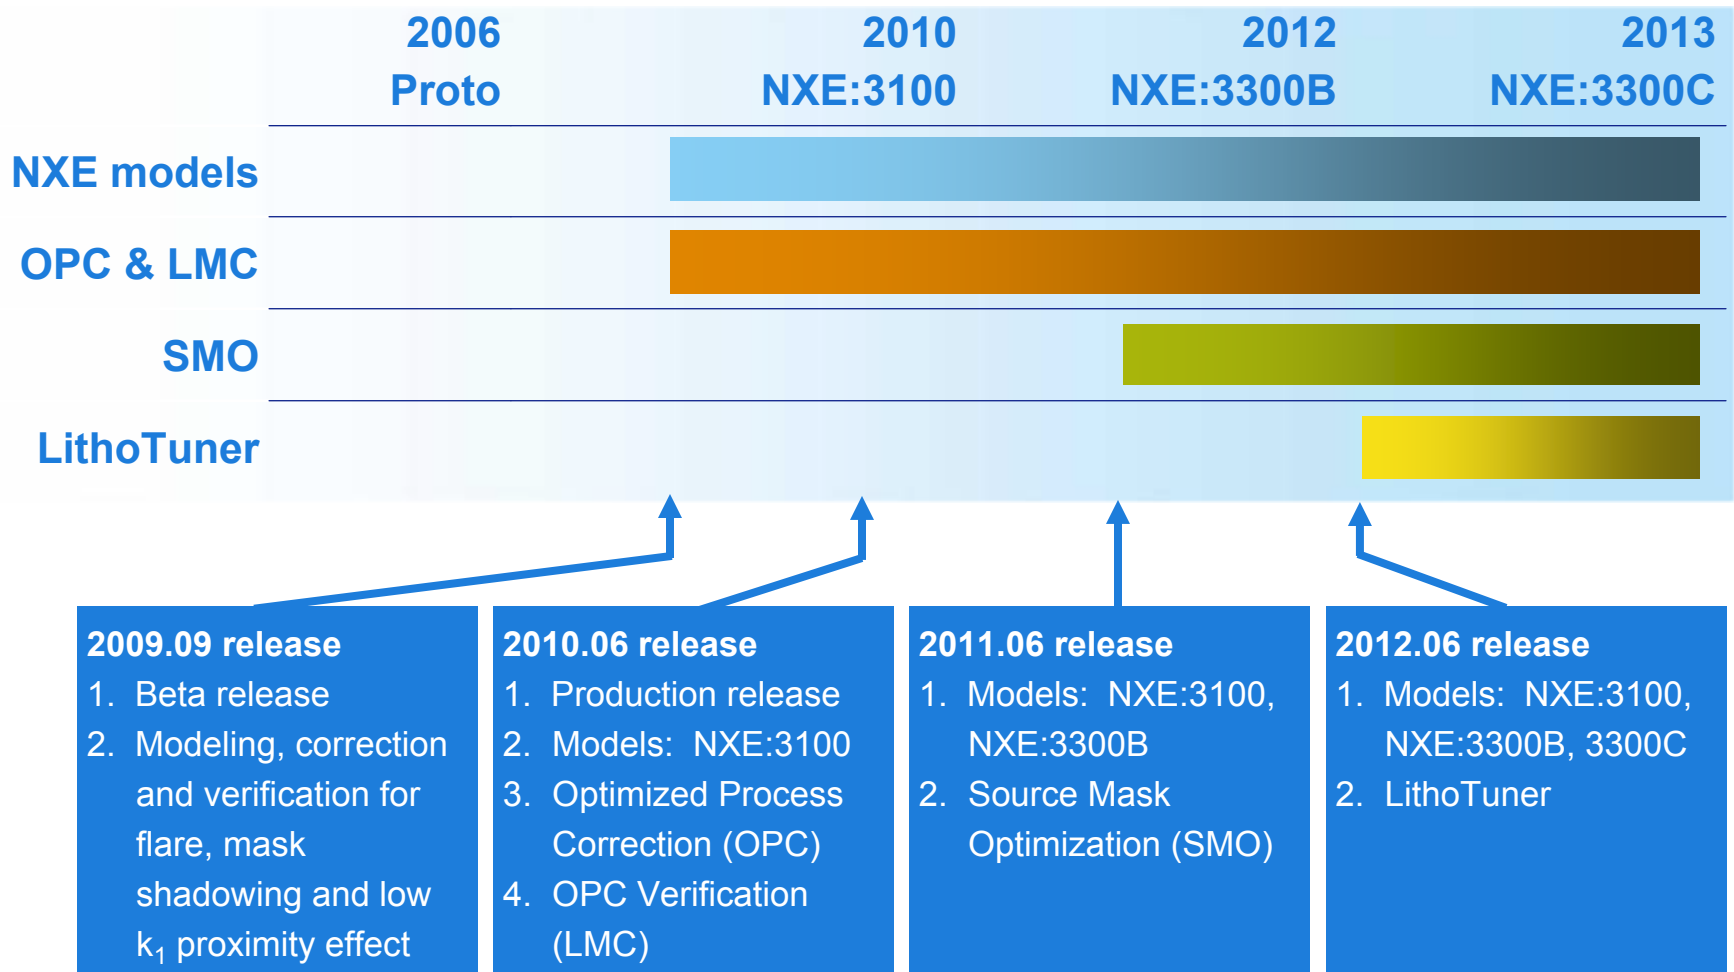 2006 2010 2012 2013
Proto NXE:3100 NXE:3300B NXE:3300C
NXE models
OPC & LMC
SMO
LithoTuner
2009.09 release
1. Beta release
2. Modeling, correction
and verification for
flare, mask
shadowing and low
k₁ proximity effect
2010.06 release
1. Production release
2. Models: NXE:3100
3. Optimized Process
Correction (OPC)
4. OPC Verification
(LMC)
2011.06 release
1. Models: NXE:3100,
NXE:3300B
2. Source Mask
Optimization (SMO)
2012.06 release
1. Models: NXE:3100,
NXE:3300B, 3300C
2. LithoTuner